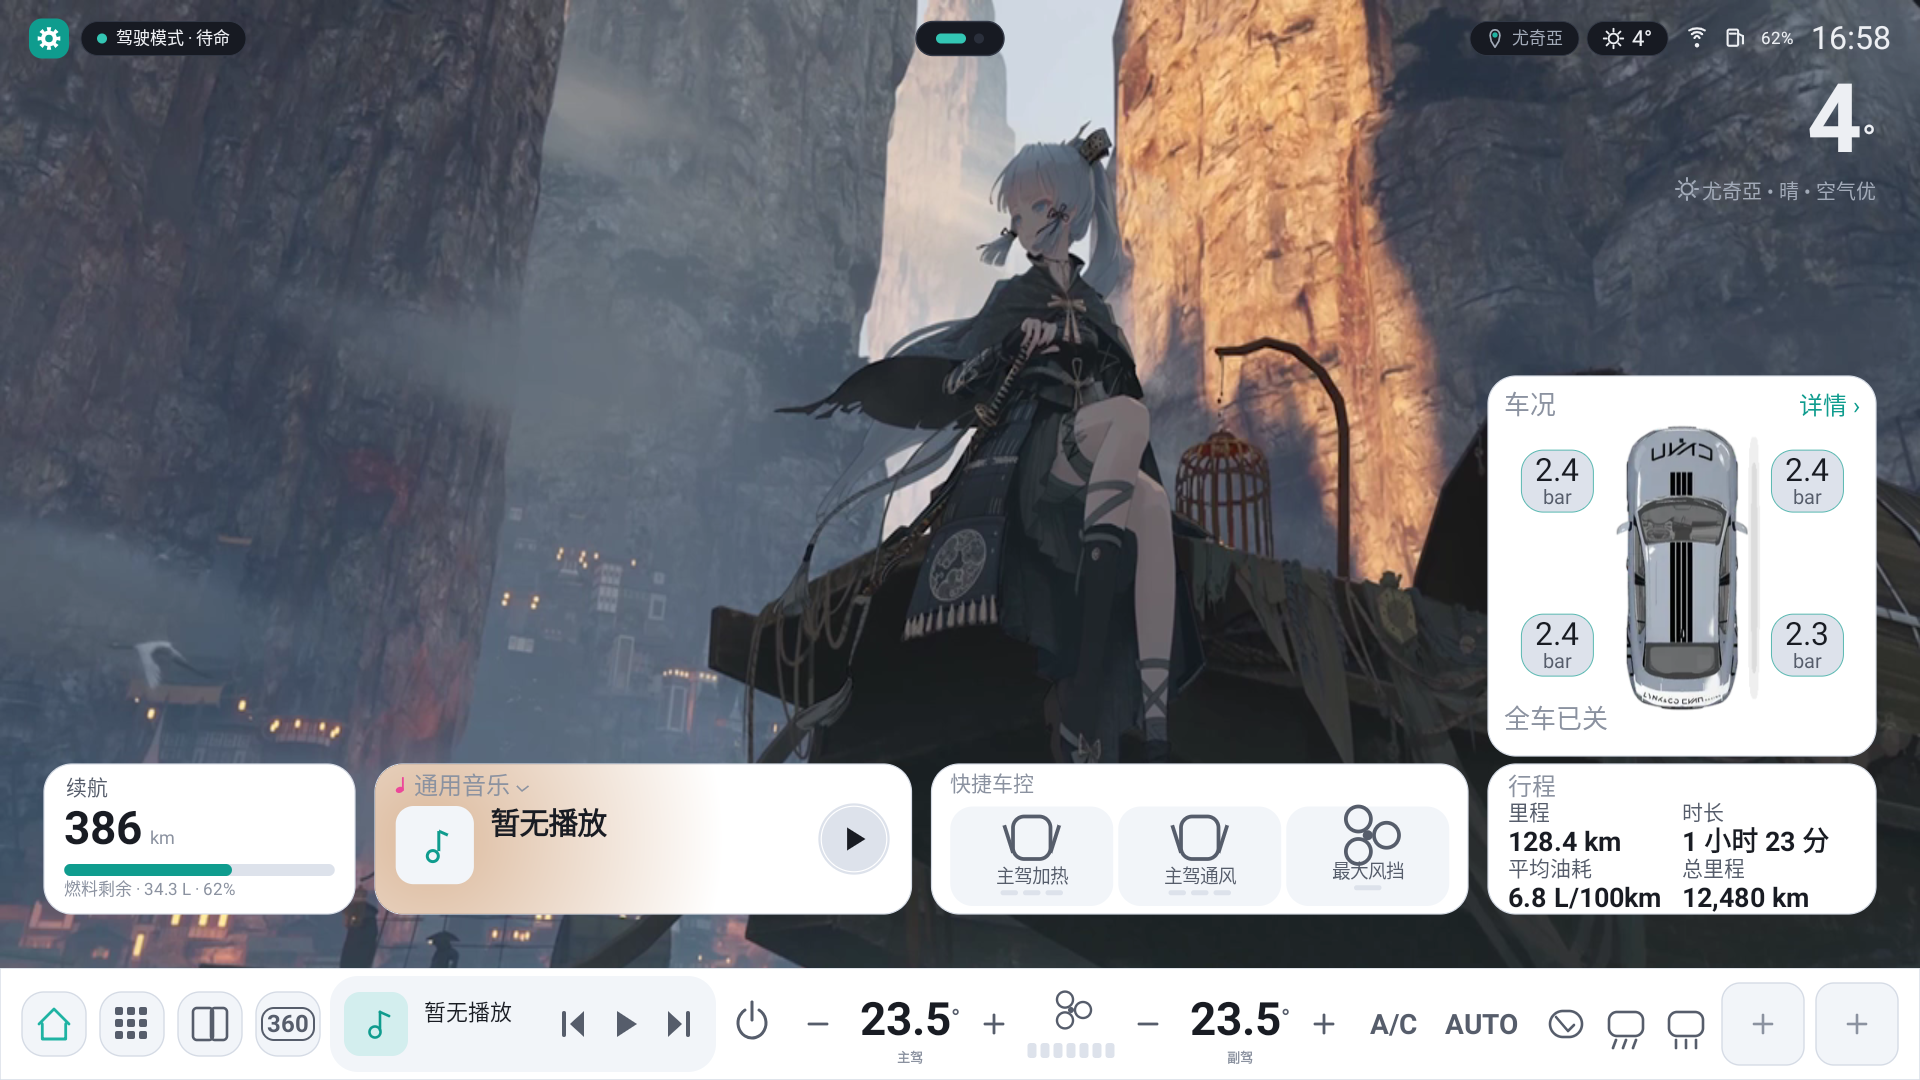 驾驶模式 · 待命
尤奇亞
4°
62%
16:58
4°
尤奇亞 • 晴 • 空气优
车况
详情 ›
2.4
bar
2.4
bar
2.4
bar
2.3
bar
全车已关
续航
386 km
燃料剩余 · 34.3 L · 62%
通用音乐
暂无播放
快捷车控
主驾加热
主驾通风
最大风挡
行程
里程
128.4 km
时长
1 小时 23 分
平均油耗
6.8 L/100km
总里程
12,480 km
360
暂无播放
23.5°
主驾
23.5°
副驾
A/C
AUTO